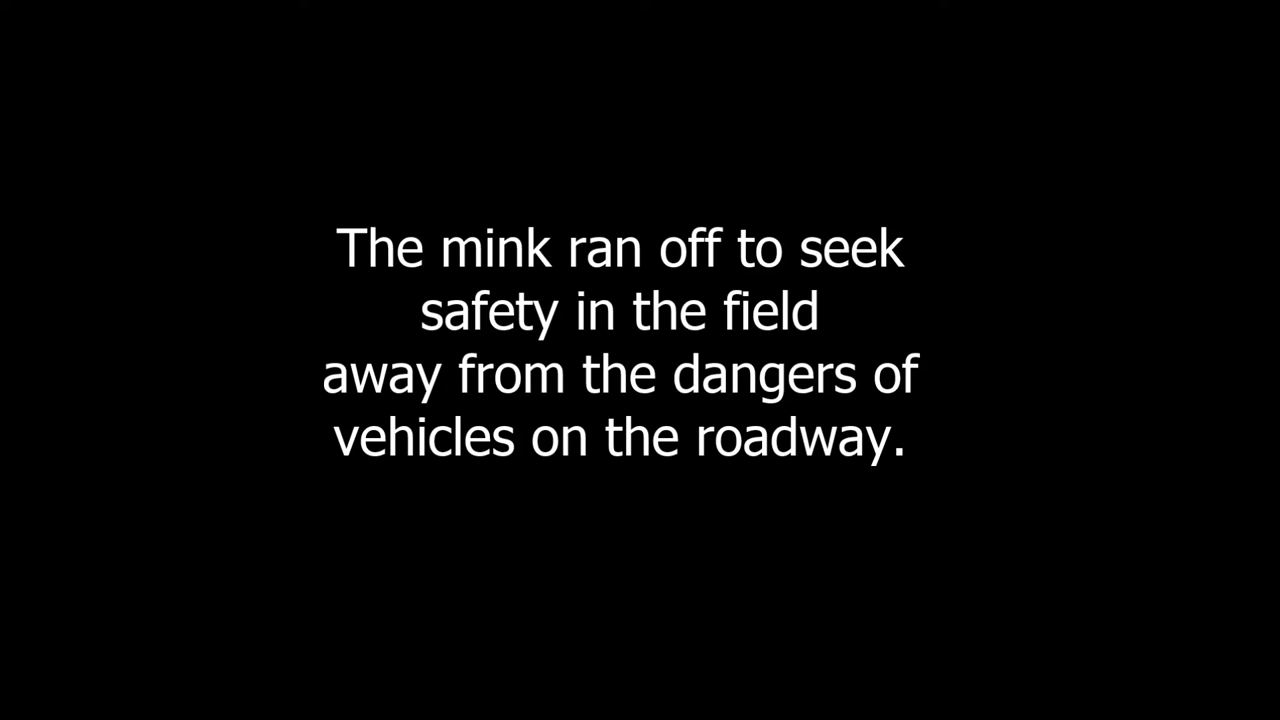 The mink ran off to seek
safety in the field
away from the dangers of
vehicles on the roadway.